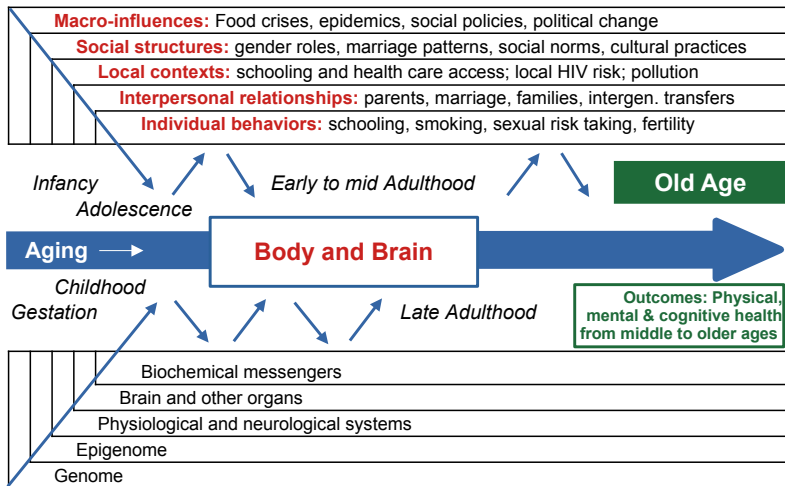 Macro-influences: Food crises, epidemics, social policies, political change
Social structures: gender roles, marriage patterns, social norms, cultural practices
Local contexts: schooling and health care access; local HIV risk; pollution
Interpersonal relationships: parents, marriage, families, intergen. transfers
Individual behaviors: schooling, smoking, sexual risk taking, fertility
Infancy
Adolescence
Early to mid Adulthood
Old Age
Aging
Body and Brain
Childhood
Gestation
Late Adulthood
Outcomes: Physical,
mental & cognitive health
from middle to older ages
Biochemical messengers
Brain and other organs
Physiological and neurological systems
Epigenome
Genome